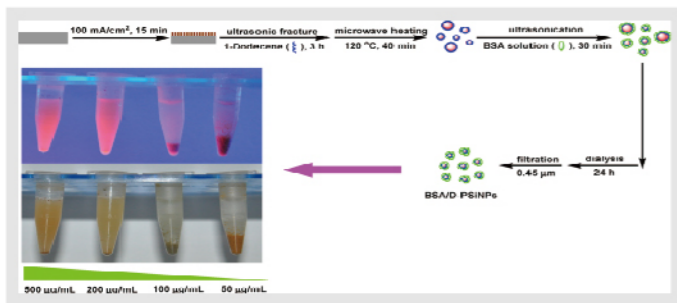 100 mA/cm², 15 min
ultrasonic fracture
1-Dodecene ( ), 3 h
microwave heating
120 °C, 40 min
ultrasonication
BSA solution ( ), 30 min
dialysis
24 h
filtration
0.45 μm
BSA/D-PSiNPs
500 μg/mL
200 μg/mL
100 μg/mL
50 μg/mL